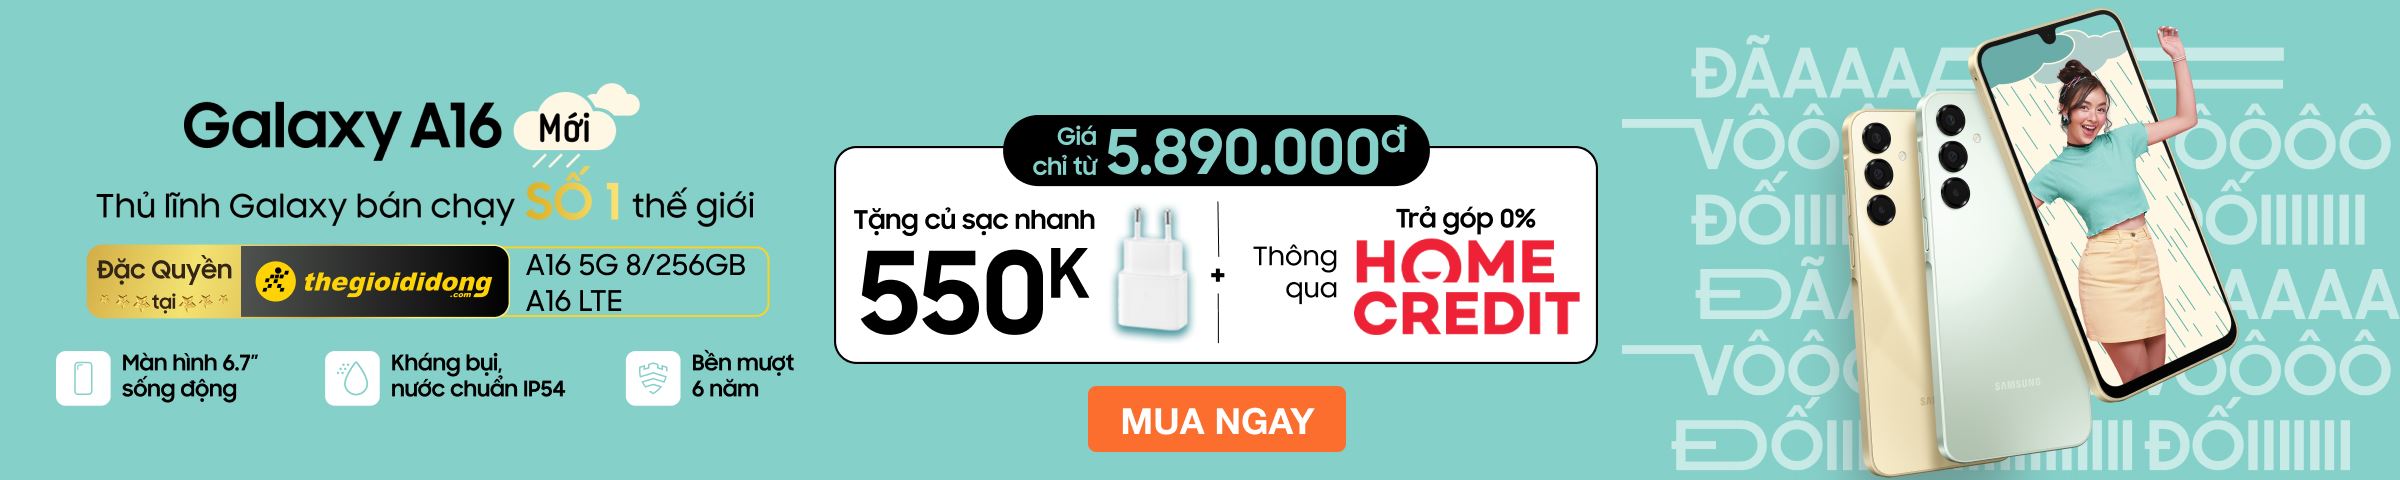 Galaxy A16
Mới
Thủ lĩnh Galaxy bán chạy SỐ 1 thế giới
Đặc Quyền
tại
thegioididong
.com
A16 5G 8/256GB
A16 LTE
Màn hình 6.7”
sống động
Kháng bụi,
nước chuẩn IP54
Bền mượt
6 năm
Giá
chỉ từ
5.890.000đ
Tặng củ sạc nhanh
550K
+
Trả góp 0%
Thông
qua
HOME
CREDIT
MUA NGAY
SAMSUNG